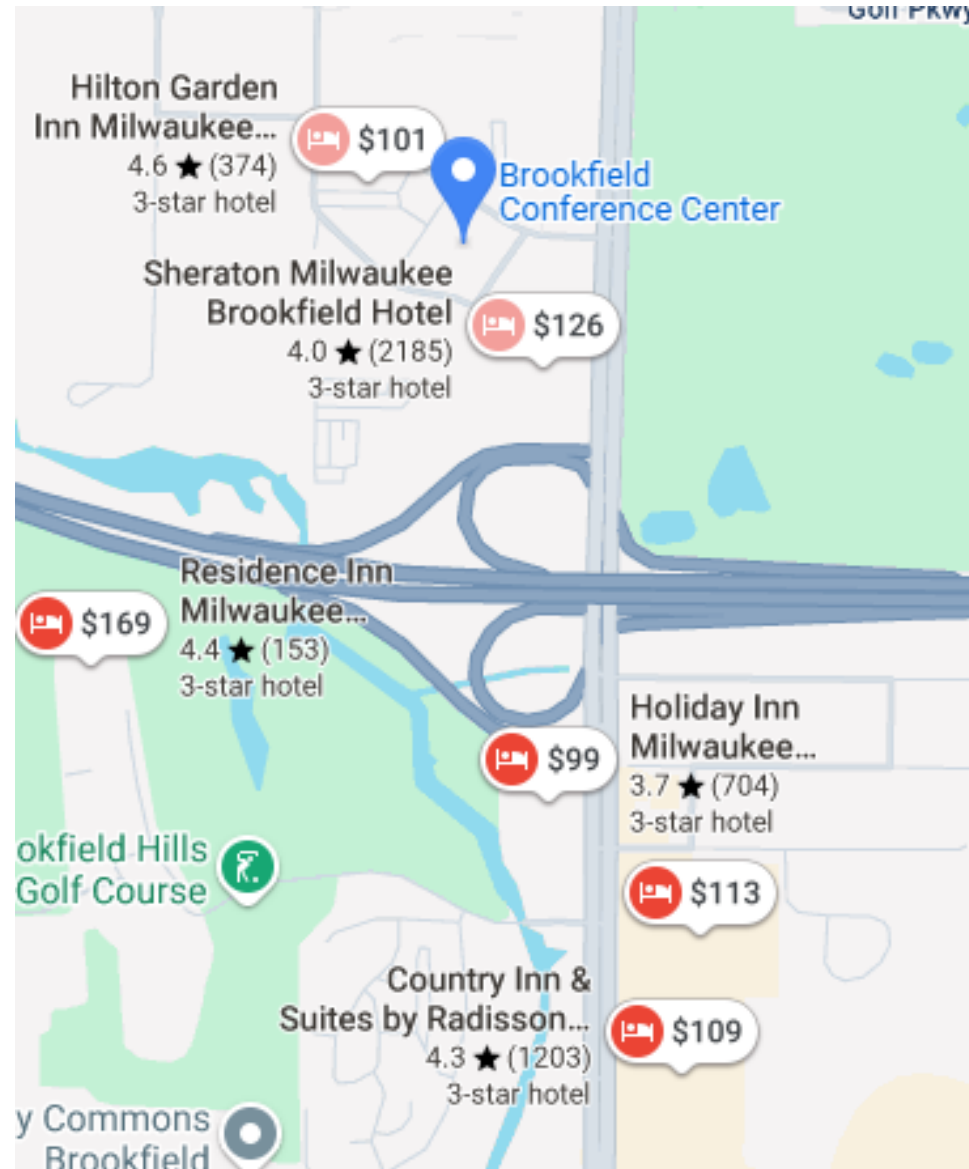 Golf Pkwy
Hilton Garden
Inn Milwaukee...
4.6 ★ (374)
3-star hotel
$101
Brookfield
Conference Center
Sheraton Milwaukee
Brookfield Hotel
4.0 ★ (2185)
3-star hotel
$126
Residence Inn
Milwaukee...
4.4 ★ (153)
3-star hotel
$169
$99
Holiday Inn
Milwaukee...
3.7 ★ (704)
3-star hotel
okfield Hills
Golf Course
$113
Country Inn &
Suites by Radisson...
4.3 ★ (1203)
3-star hotel
$109
y Commons
Brookfield